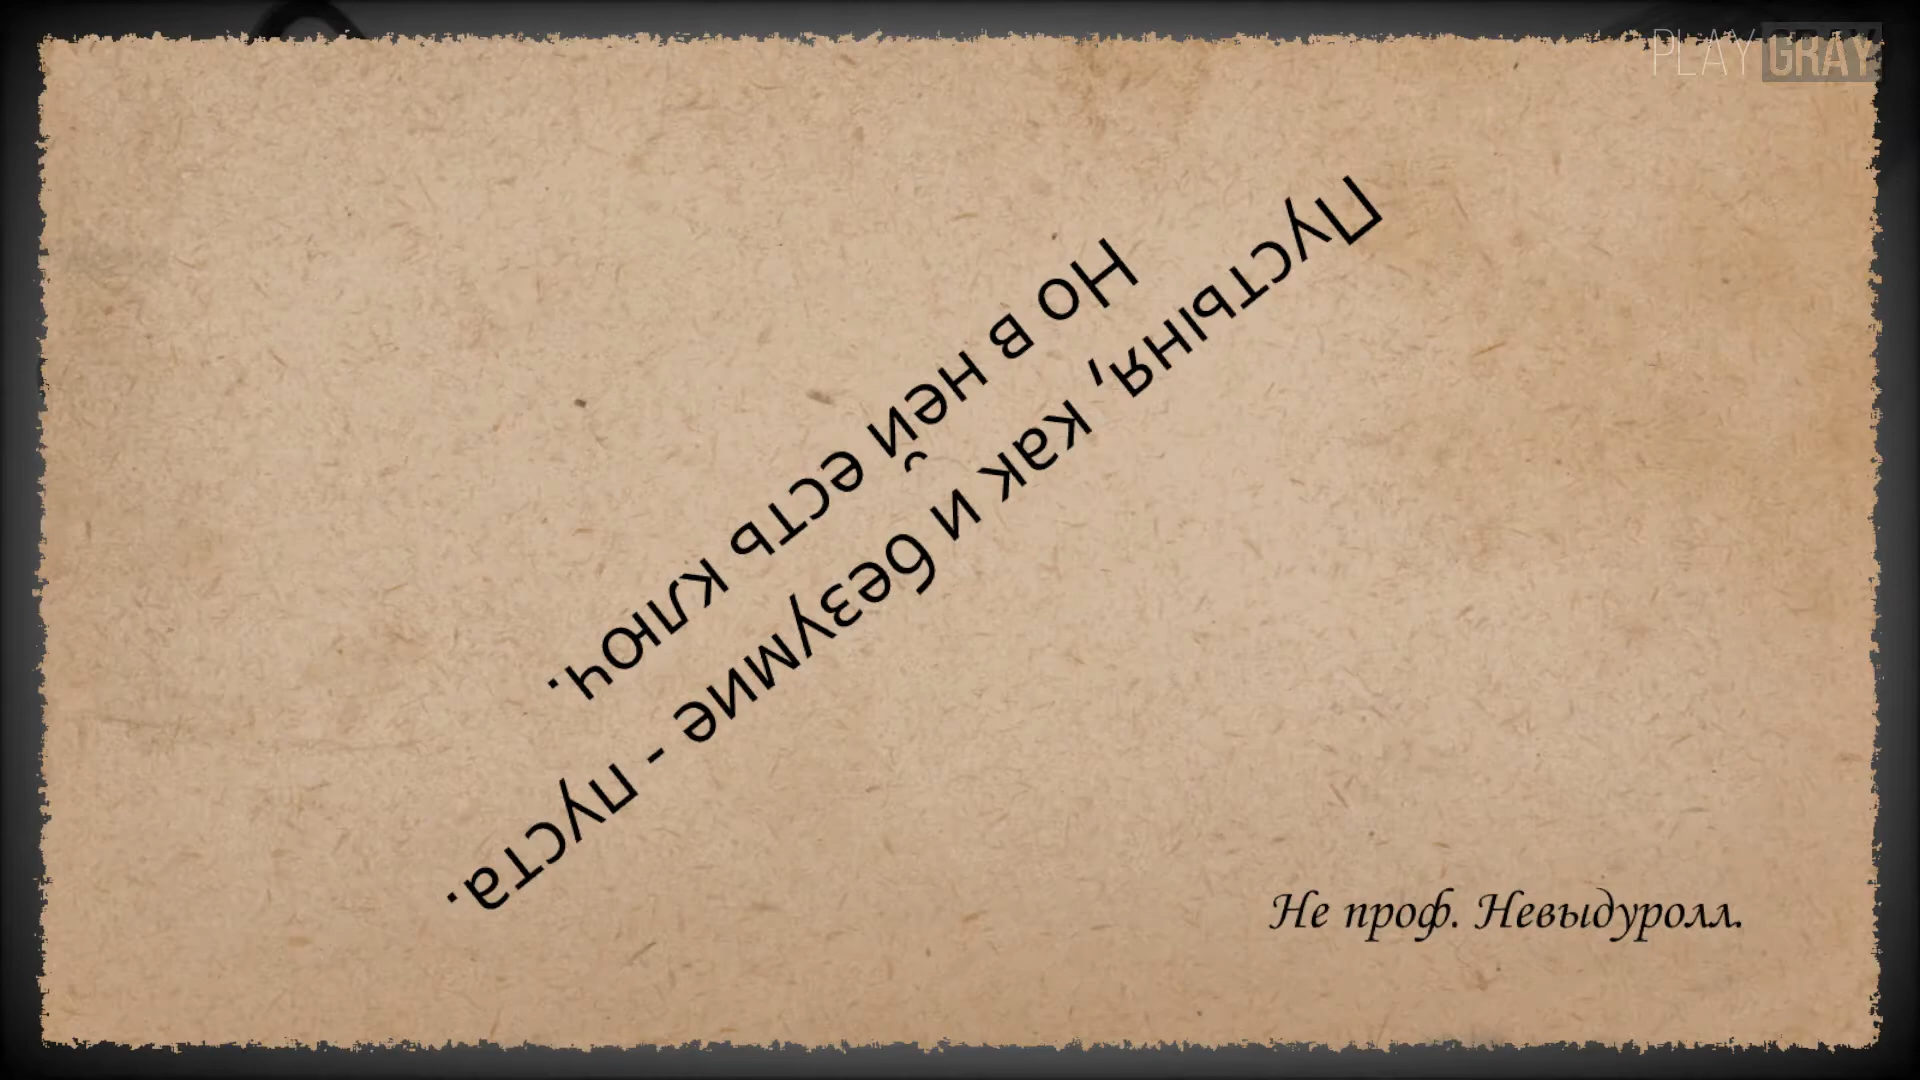 PLAY GRAY
Пустыня, как и безумие - пуста.
Но в ней есть ключ.
Не проф. Невыдуролл.